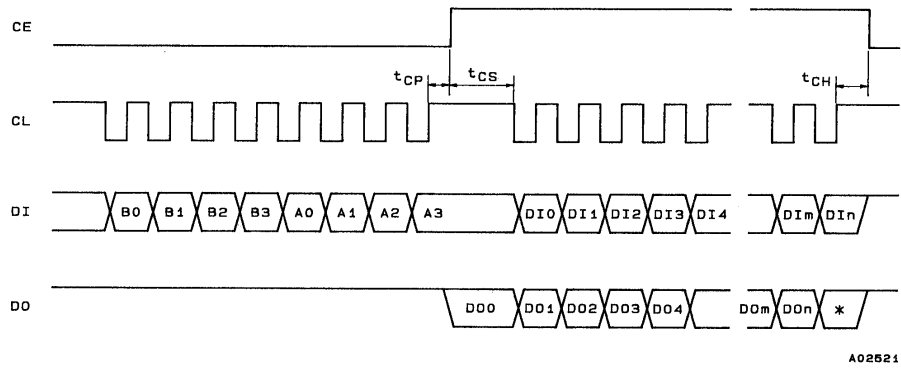 CE
tCP tCS tCH
CL
DI B0 B1 B2 B3 A0 A1 A2 A3 DI0 DI1 DI2 DI3 DI4 DIm DIn
DO DO0 DO1 DO2 DO3 DO4 DOm DOn *
A02521